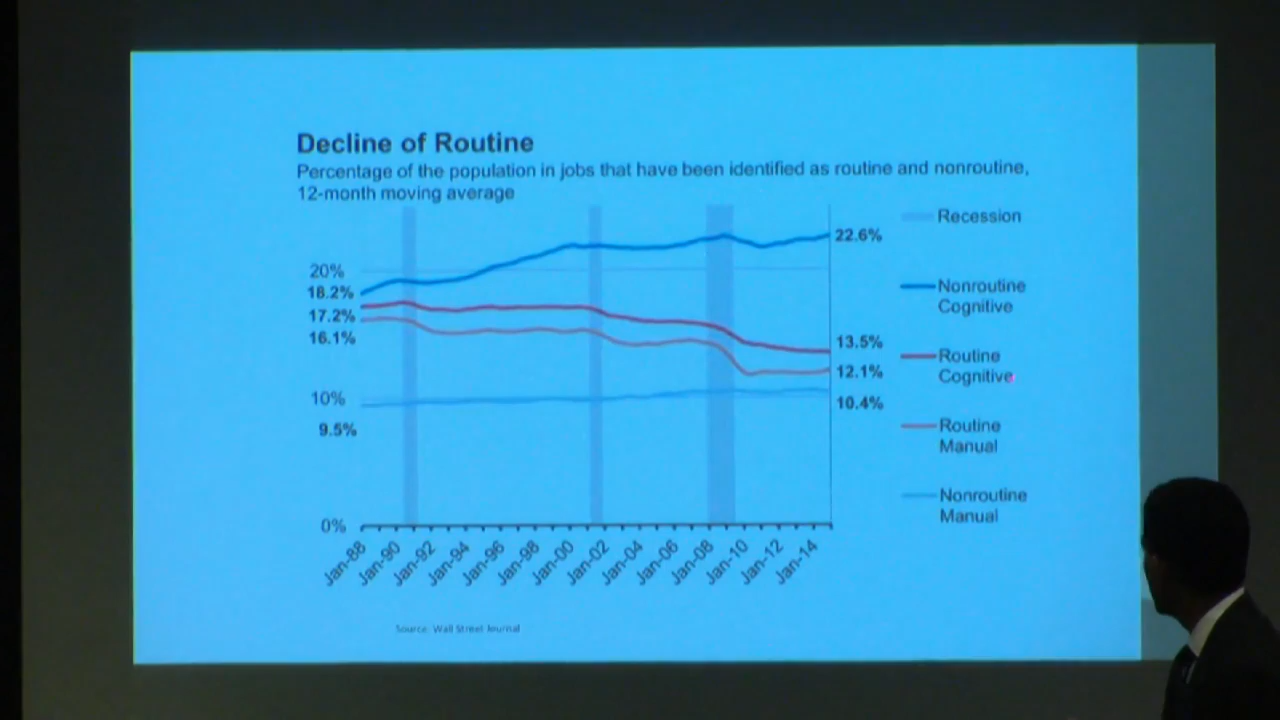 Decline of Routine
Percentage of the population in jobs that have been identified as routine and nonroutine,
12-month moving average
Recession
22.6%
20%
18.2%
17.2%
16.1%
Nonroutine
Cognitive
13.5%
Routine
Cognitive
12.1%
10%
10.4%
9.5%
Routine
Manual
Nonroutine
Manual
0%
Jan-88
Jan-90
Jan-92
Jan-94
Jan-96
Jan-98
Jan-00
Jan-02
Jan-04
Jan-06
Jan-08
Jan-10
Jan-12
Jan-14
Source: Wall Street Journal